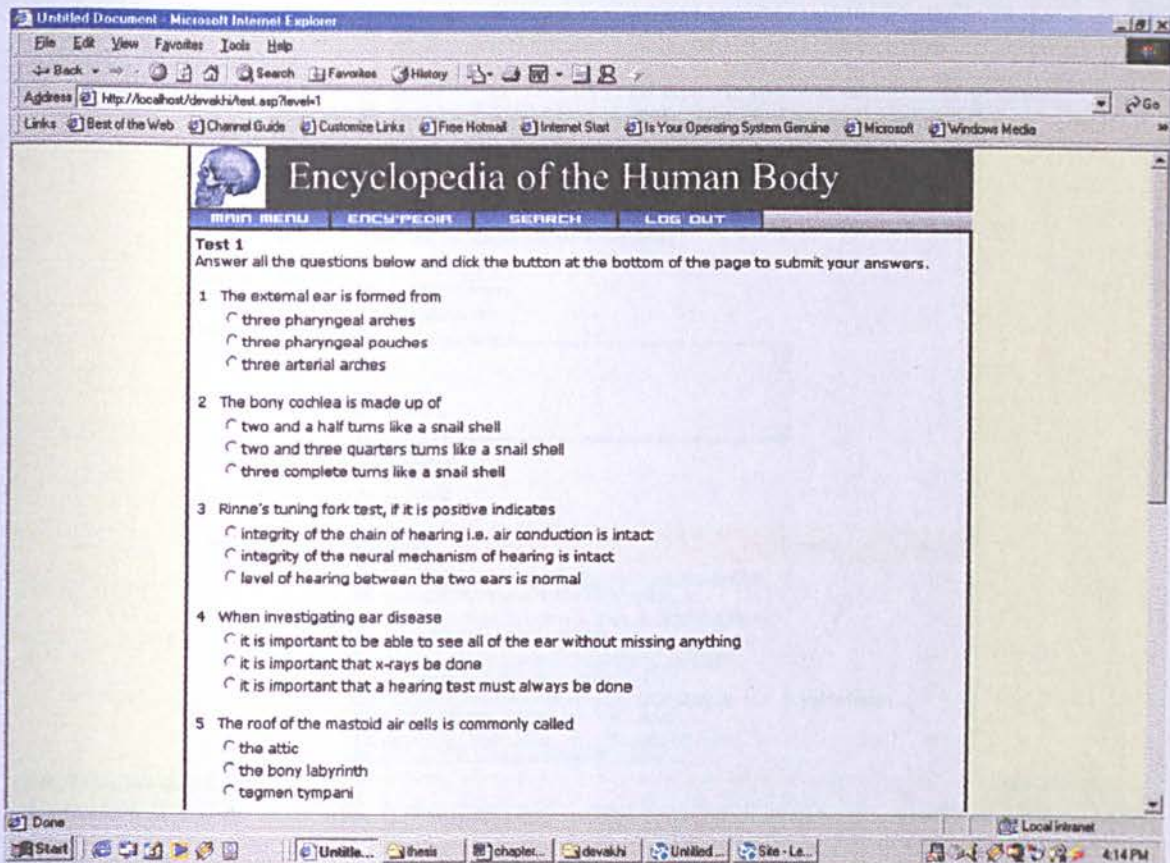 Untitled Document - Microsoft Internet Explorer
File Edit View Favorites Tools Help
Back Search Favorites History
Address http://localhost/devakhi/test.asp?level=1 Go
Links Best of the Web Channel Guide Customize Links Free Hotmail Internet Start Is Your Operating System Genuine Microsoft Windows Media
Encyclopedia of the Human Body
MAIN MENU ENCY'PEDIA SEARCH LOG OUT
Test 1
Answer all the questions below and click the button at the bottom of the page to submit your answers.
1 The external ear is formed from
three pharyngeal arches
three pharyngeal pouches
three arterial arches
2 The bony cochlea is made up of
two and a half turns like a snail shell
two and three quarters turns like a snail shell
three complete turns like a snail shell
3 Rinne's tuning fork test, if it is positive indicates
integrity of the chain of hearing i.e. air conduction is intact
integrity of the neural mechanism of hearing is intact
level of hearing between the two ears is normal
4 When investigating ear disease
it is important to be able to see all of the ear without missing anything
it is important that x-rays be done
it is important that a hearing test must always be done
5 The roof of the mastoid air cells is commonly called
the attic
the bony labyrinth
tegmen tympani
Done Local intranet
Start Untitle... thesis chapter... devakhi Untitled ... Site - Le... 4:14 PM